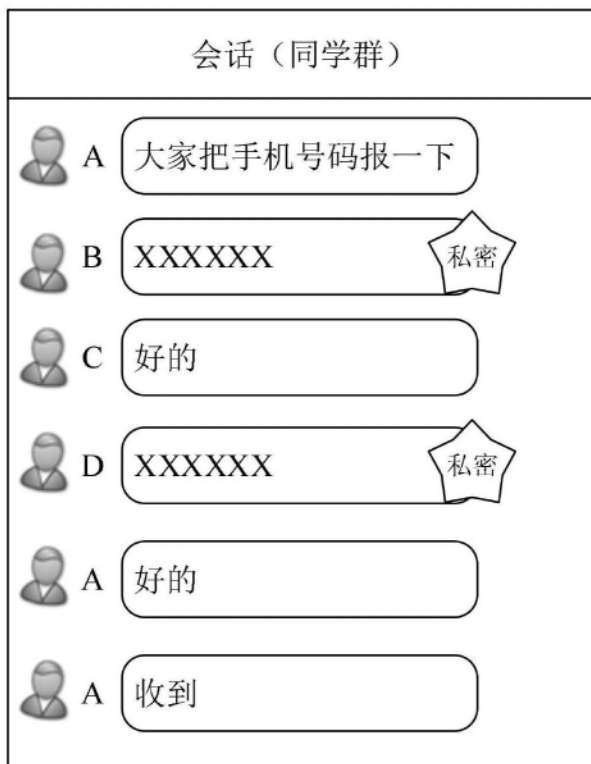 会话（同学群）
A 大家把手机号码报一下
B XXXXXX 私密
C 好的
D XXXXXX 私密
A 好的
A 收到